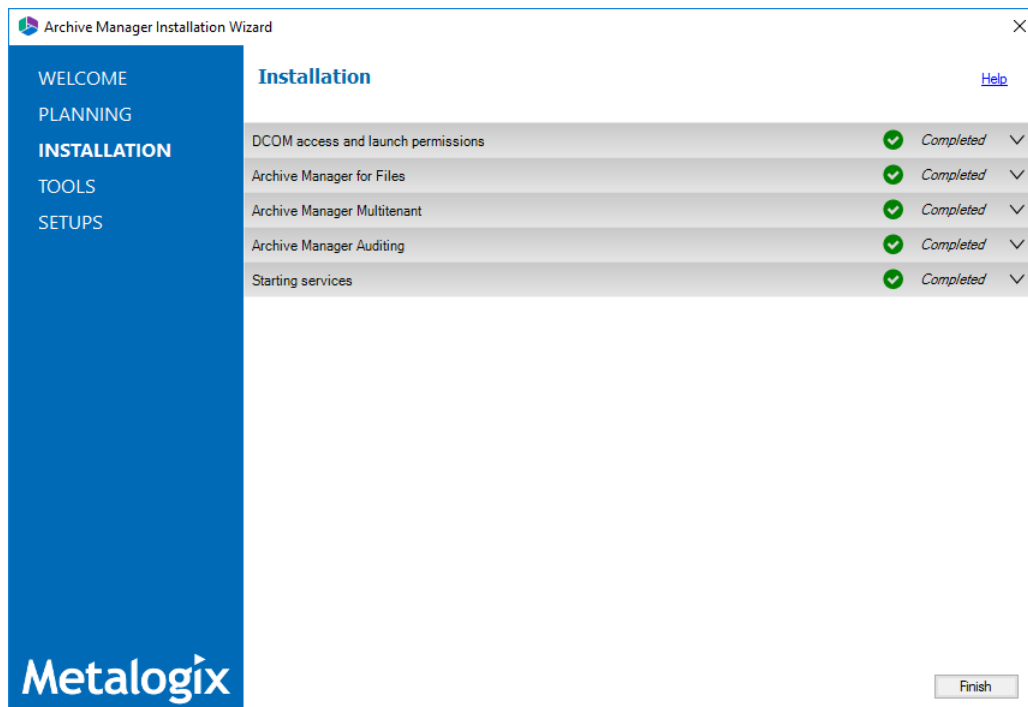 Archive Manager Installation Wizard
WELCOME
PLANNING
INSTALLATION
TOOLS
SETUPS
Installation
Help
DCOM access and launch permissions Completed
Archive Manager for Files Completed
Archive Manager Multitenant Completed
Archive Manager Auditing Completed
Starting services Completed
Metalogix
Finish